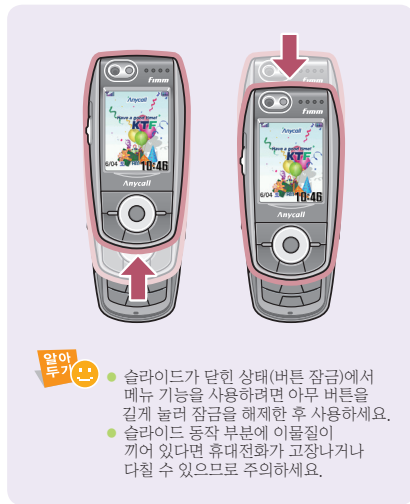 fimm
Anycall
Have a good time!
KTF
6/04
10:46
Anycall
fimm
Anycall
Have a good time!
KTF
6/04
10:46
Anycall
알아
두기
슬라이드가 닫힌 상태(버튼 잠금)에서
메뉴 기능을 사용하려면 아무 버튼을
길게 눌러 잠금을 해제한 후 사용하세요.
슬라이드 동작 부분에 이물질이
끼어 있다면 휴대전화가 고장나거나
다칠 수 있으므로 주의하세요.